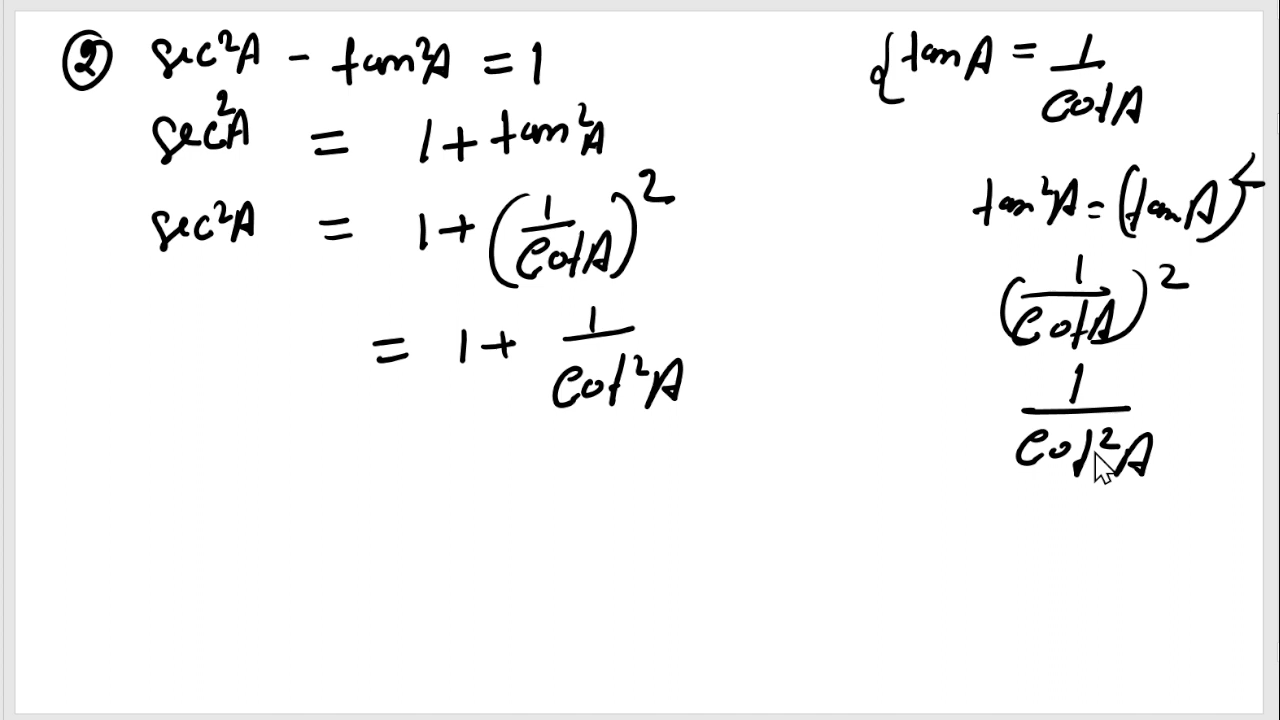 ② sec²A - tan²A = 1
sec²A = 1 + tan²A
sec²A = 1 + (1/cotA)²
= 1 + 1/cot²A
{tanA = 1/cotA
tan²A = (tanA)²
(1/cotA)²
1/cot²A